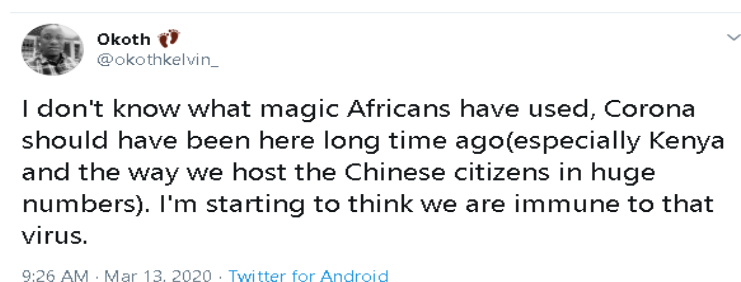 Okoth
@okothkelvin_
I don't know what magic Africans have used, Corona
should have been here long time ago(especially Kenya
and the way we host the Chinese citizens in huge
numbers). I'm starting to think we are immune to that
virus.
9:26 AM · Mar 13, 2020 · Twitter for Android